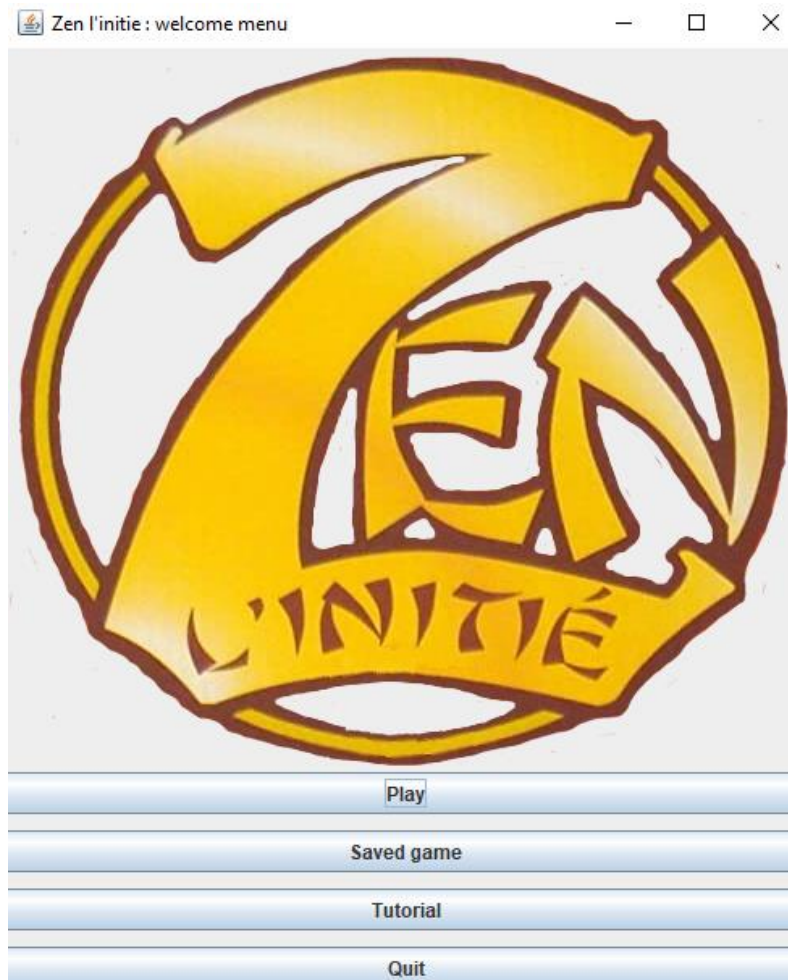 Zen l'initie : welcome menu
ZEN
L'INITIÉ
Play
Saved game
Tutorial
Quit